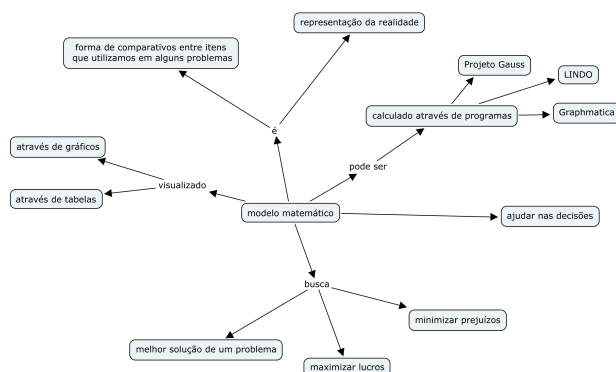 representação da realidade
forma de comparativos entre itens
que utilizamos em alguns problemas
Projeto Gauss
LINDO
calculado através de programas
Graphmatica
é
através de gráficos
pode ser
visualizado
através de tabelas
modelo matemático
ajudar nas decisões
busca
minimizar prejuízos
melhor solução de um problema
maximizar lucros